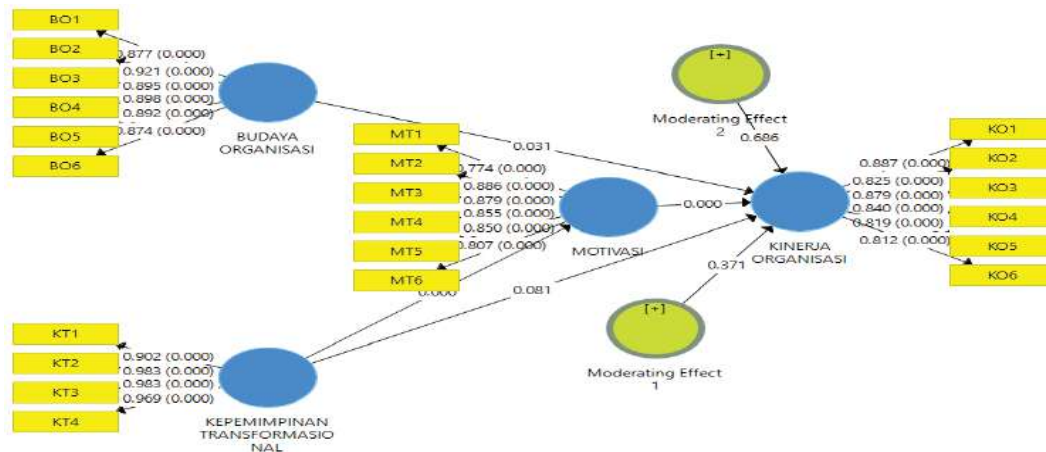 BO1
BO2
BO3
BO4
BO5
BO6
0.877 (0.000)
0.921 (0.000)
0.895 (0.000)
0.898 (0.000)
0.892 (0.000)
0.874 (0.000)
BUDAYA
ORGANISASI
0.031
MT1
MT2
MT3
MT4
MT5
MT6
0.774 (0.000)
0.886 (0.000)
0.879 (0.000)
0.855 (0.000)
0.850 (0.000)
0.807 (0.000)
MOTIVASI
0.000
0.000
0.081
[+]
Moderating Effect
2
0.686
KINERJA
ORGANISASI
0.371
[+]
Moderating Effect
1
KO1
KO2
KO3
KO4
KO5
KO6
0.887 (0.000)
0.825 (0.000)
0.879 (0.000)
0.840 (0.000)
0.819 (0.000)
0.812 (0.000)
KT1
KT2
KT3
KT4
0.902 (0.000)
0.983 (0.000)
0.983 (0.000)
0.969 (0.000)
KEPEMIMPINAN
TRANSFORMASIO
NAL